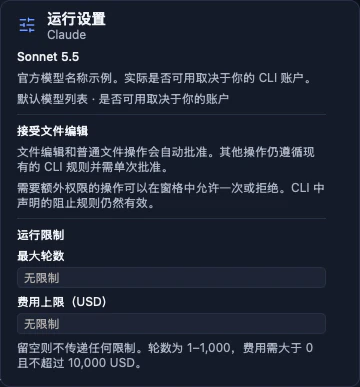 运行设置
Claude
Sonnet 5.5
官方模型名称示例。实际是否可用取决于你的 CLI 账户。
默认模型列表 · 是否可用取决于你的账户
接受文件编辑
文件编辑和普通文件操作会自动批准。其他操作仍遵循现
有的 CLI 规则并需单次批准。
需要额外权限的操作可以在窗格中允许一次或拒绝。CLI 中
声明的阻止规则仍然有效。
运行限制
最大轮数
无限制
费用上限（USD）
无限制
留空则不传递任何限制。轮数为 1–1,000，费用需大于 0
且不超过 10,000 USD。